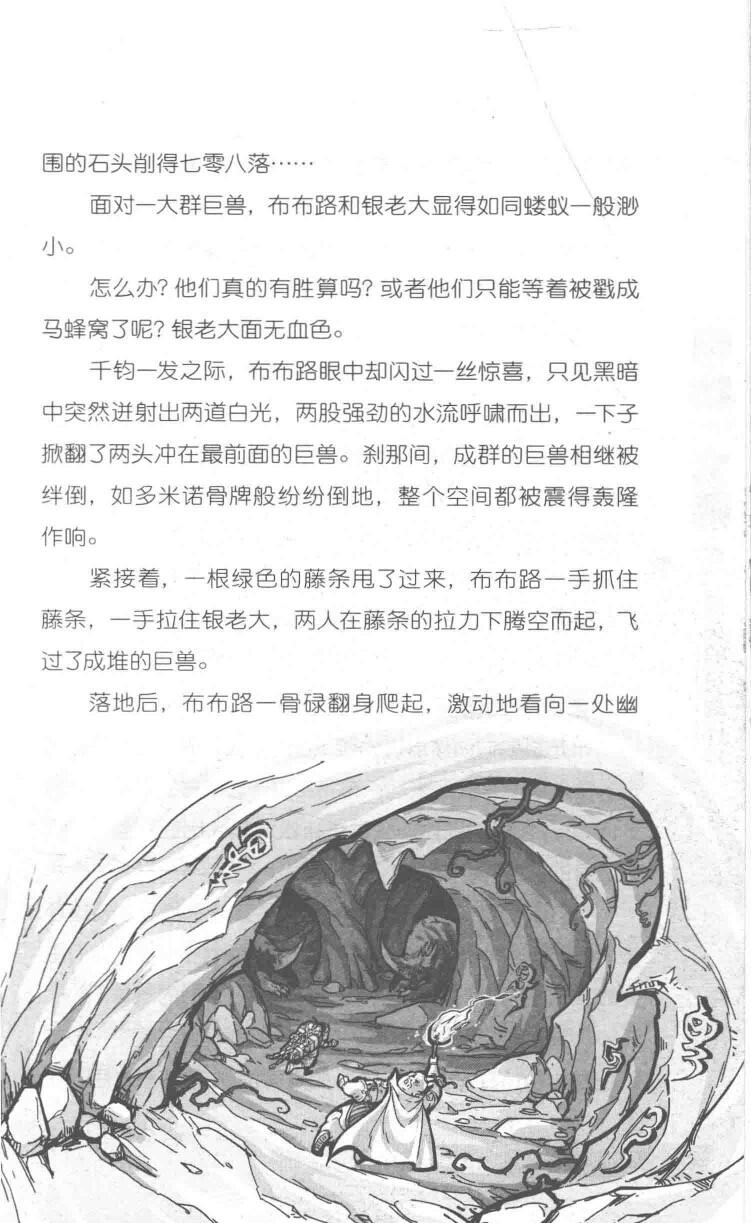 围的石头削得七零八落……
面对一大群巨兽，布布路和银老大显得如同蝼蚁一般渺
小。
怎么办？他们真的有胜算吗？或者他们只能等着被戳成
马蜂窝了呢？银老大面无血色。
千钧一发之际，布布路眼中却闪过一丝惊喜，只见黑暗
中突然迸射出两道白光，两股强劲的水流呼啸而出，一下子
掀翻了两头冲在最前面的巨兽。刹那间，成群的巨兽相继被
绊倒，如多米诺骨牌般纷纷倒地，整个空间都被震得轰隆
作响。
紧接着，一根绿色的藤条甩了过来，布布路一手抓住
藤条，一手拉住银老大，两人在藤条的拉力下腾空而起，飞
过了成堆的巨兽。
落地后，布布路一骨碌翻身爬起，激动地看向一处幽